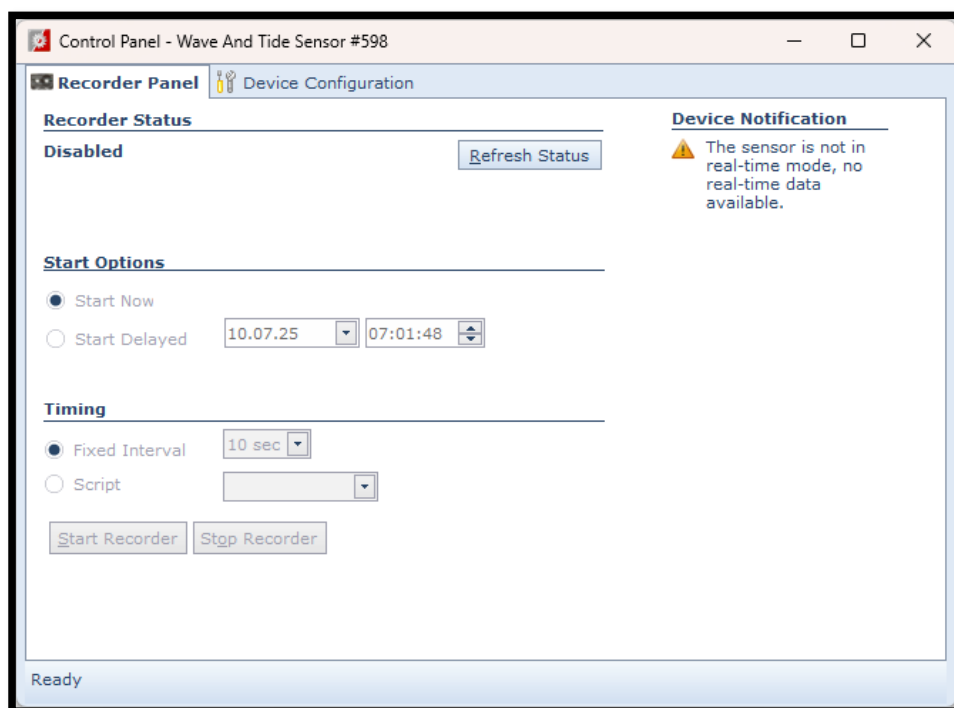 Control Panel - Wave And Tide Sensor #598
Recorder Panel Device Configuration
Recorder Status
Disabled
Refresh Status
Device Notification
The sensor is not in
real-time mode, no
real-time data
available.
Start Options
Start Now
Start Delayed 10.07.25 07:01:48
Timing
Fixed Interval 10 sec
Script
Start Recorder Stop Recorder
Ready